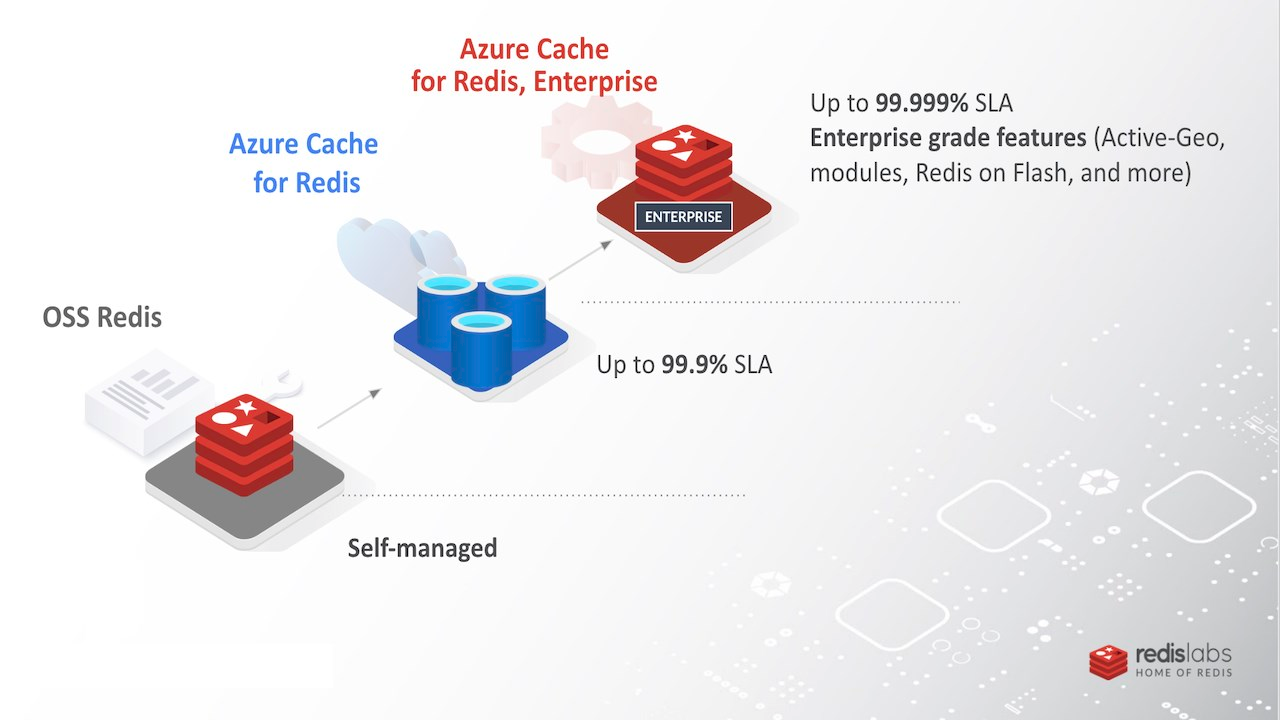 Azure Cache
for Redis, Enterprise
Up to 99.999% SLA
Enterprise grade features (Active-Geo,
modules, Redis on Flash, and more)
ENTERPRISE
Azure Cache
for Redis
Up to 99.9% SLA
OSS Redis
Self-managed
redislabs
HOME OF REDIS